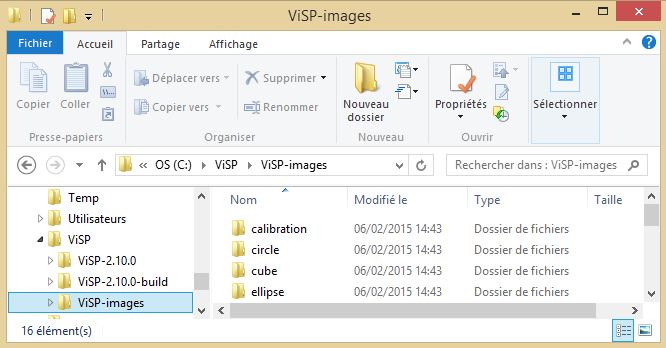 ViSP-images
Fichier Accueil Partage Affichage
Copier Coller Déplacer vers Supprimer Nouveau dossier Propriétés Sélectionner
Copier vers Renommer
Presse-papiers Organiser Nouveau Ouvrir
OS (C:) ViSP ViSP-images Rechercher dans : ViSP-images
Nom Modifié le Type Taille
Temp
Utilisateurs
ViSP
ViSP-2.10.0
ViSP-2.10.0-build
ViSP-images
calibration 06/02/2015 14:43 Dossier de fichiers
circle 06/02/2015 14:43 Dossier de fichiers
cube 06/02/2015 14:43 Dossier de fichiers
ellipse 06/02/2015 14:43 Dossier de fichiers
16 élément(s)